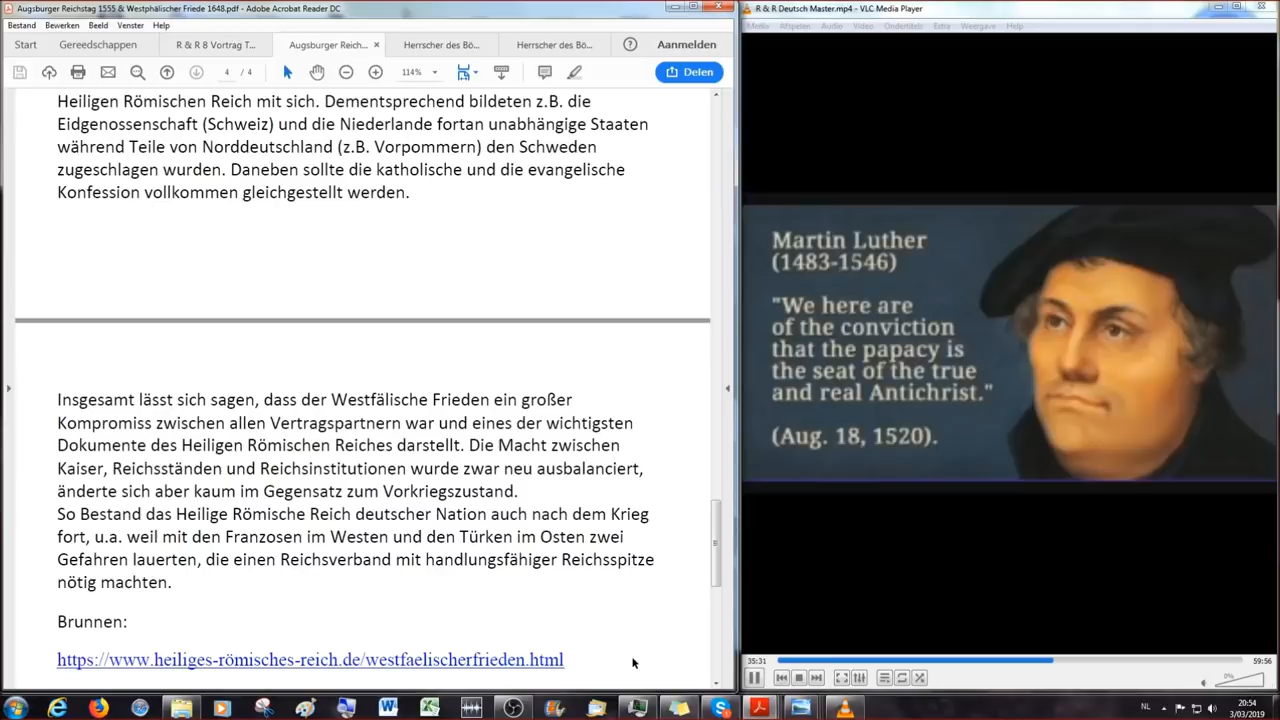 Augsburger Reichstag 1555 & Westphälischer Friede 1648.pdf - Adobe Acrobat Reader DC
Bestand Bewerken Beeld Venster Help
Start Gereedschappen R & R 8 Vortrag T... Augsburger Reich... × Herrscher des Bö... Herrscher des Bö... Aanmelden
4 / 4 114% Delen
Heiligen Römischen Reich mit sich. Dementsprechend bildeten z.B. die
Eidgenossenschaft (Schweiz) und die Niederlande fortan unabhängige Staaten
während Teile von Norddeutschland (z.B. Vorpommern) den Schweden
zugeschlagen wurden. Daneben sollte die katholische und die evangelische
Konfession vollkommen gleichgestellt werden.
Insgesamt lässt sich sagen, dass der Westfälische Frieden ein großer
Kompromiss zwischen allen Vertragspartnern war und eines der wichtigsten
Dokumente des Heiligen Römischen Reiches darstellt. Die Macht zwischen
Kaiser, Reichsständen und Reichsinstitutionen wurde zwar neu ausbalanciert,
änderte sich aber kaum im Gegensatz zum Vorkriegszustand.
So Bestand das Heilige Römische Reich deutscher Nation auch nach dem Krieg
fort, u.a. weil mit den Franzosen im Westen und den Türken im Osten zwei
Gefahren lauerten, die einen Reichsverband mit handlungsfähiger Reichsspitze
nötig machten.
Brunnen:
https://www.heiliges-römisches-reich.de/westfaelischerfrieden.html
R & R Deutsch Master.mp4 - VLC Media Player
Media Afspelen Audio Video Ondertitels Extra Weergave Help
Martin Luther
(1483-1546)
"We here are
of the conviction
that the papacy is
the seat of the true
and real Antichrist."
(Aug. 18, 1520).
35:31 59:56
0%
NL 20:54
3/03/2019